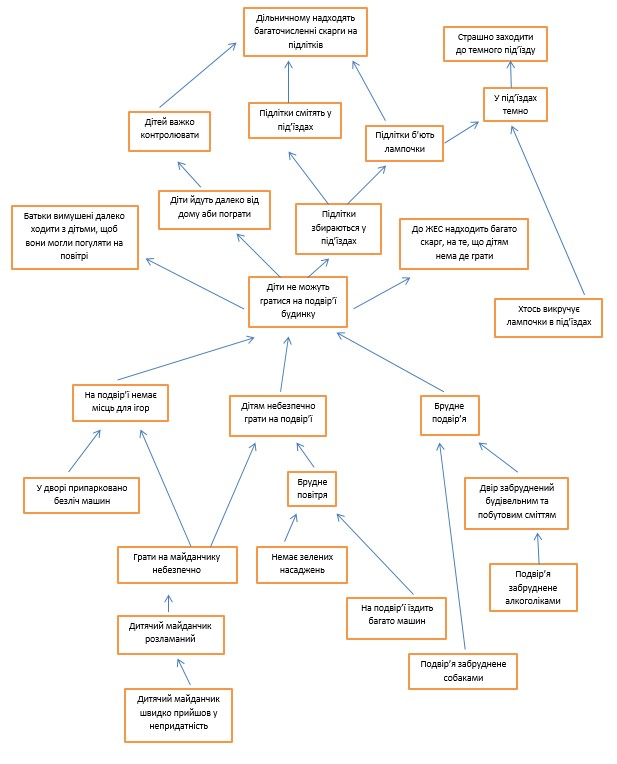 Дільничному надходять
багаточисленні скарги на
підлітків
Страшно заходити
до темного під’їзду
У під’їздах
темно
Підлітки смітять у
під’їздах
Дітей важко
контролювати
Підлітки б’ють
лампочки
Діти йдуть далеко від
дому аби пограти
Батьки вимушені далеко
ходити з дітьми, щоб
вони могли погуляти на
повітрі
Підлітки
збираються у
під’їздах
До ЖЕС надходить багато
скарг, на те, що дітям
нема де грати
Діти не можуть
гратися на подвір’ї
будинку
Хтось викручує
лампочки в під’їздах
На подвір’ї немає
місць для ігор
Дітям небезпечно
грати на подвір’ї
Брудне
подвір’я
У дворі припарковано
безліч машин
Брудне
повітря
Двір забруднений
будівельним та
побутовим сміттям
Грати на майданчику
небезпечно
Немає зелених
насаджень
Подвір’я
забруднене
алкоголіками
На подвір’ї їздить
багато машин
Дитячий майданчик
розламаний
Подвір’я забруднене
собаками
Дитячий майданчик
швидко прийшов у
непридатність